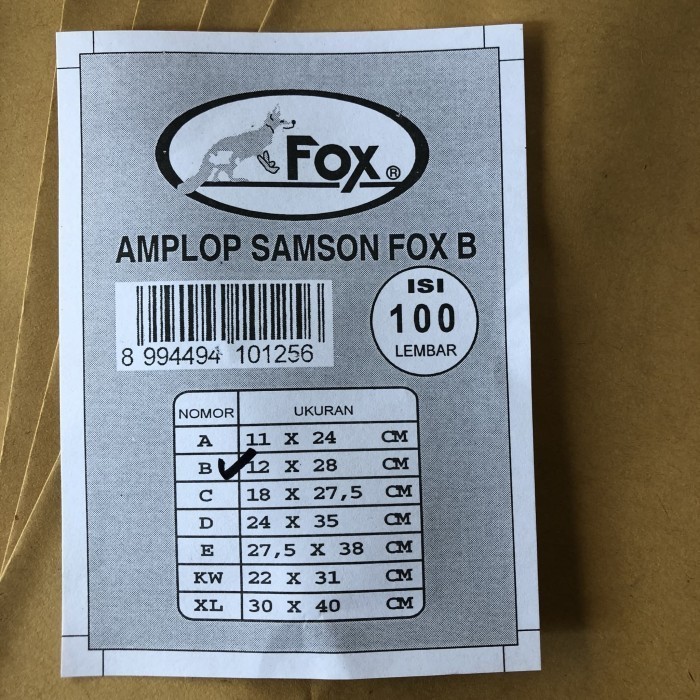 FOX ®
AMPLOP SAMSON FOX B
8 994494 101256
ISI
100
LEMBAR
NOMOR UKURAN
A 11 X 24 CM
B 12 X 28 CM
C 18 X 27,5 CM
D 24 X 35 CM
E 27,5 X 38 CM
KW 22 X 31 CM
XL 30 X 40 CM